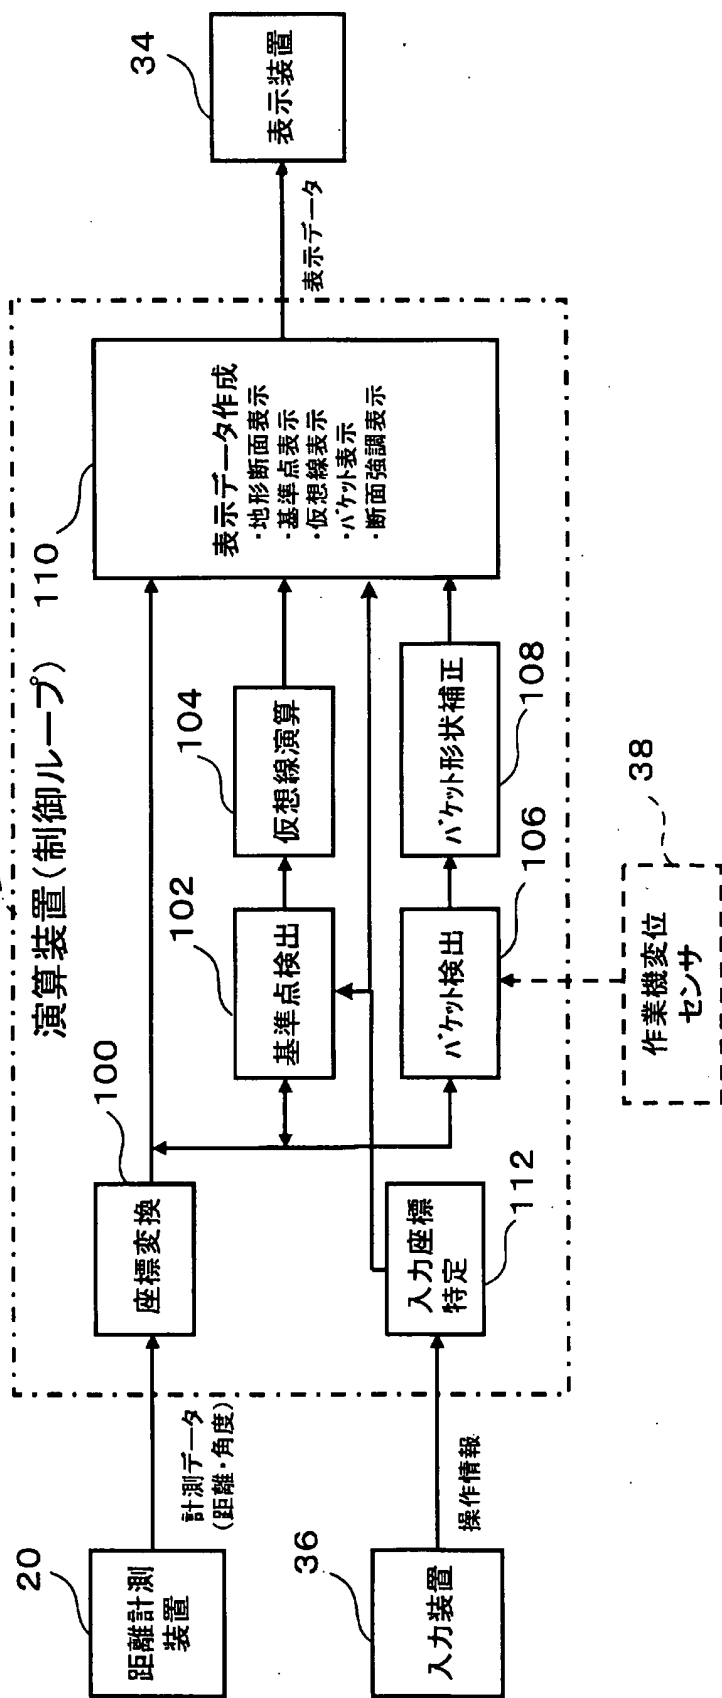 20
距離計測
装置
計測データ
(距離・角度)
36
入力装置
操作情報
演算装置(制御ループ)
100
座標変換
112
入力座標
特定
102
基準点検出
104
仮想線演算
106
バケット検出
108
バケット形状補正
38
作業機変位
センサ
110
表示データ作成
・地形断面表示
・基準点表示
・仮想線表示
・バケット表示
・断面強調表示
表示データ
34
表示装置